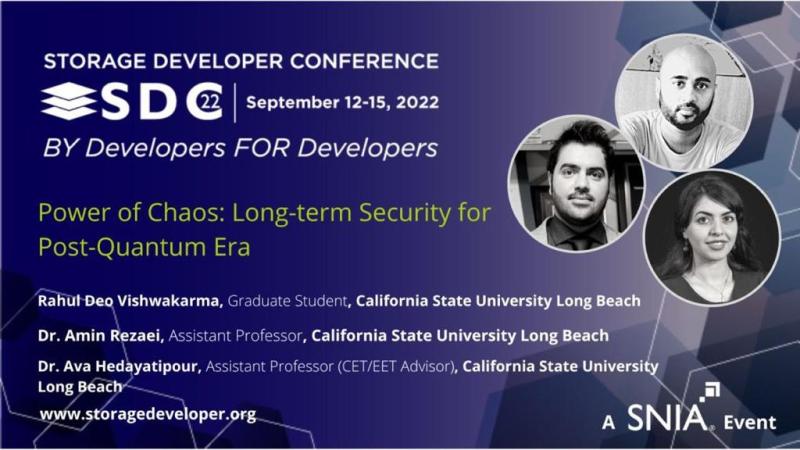 STORAGE DEVELOPER CONFERENCE
SDC 22 September 12-15, 2022
BY Developers FOR Developers
Power of Chaos: Long-term Security for
Post-Quantum Era
Rahul Deo Vishwakarma, Graduate Student, California State University Long Beach
Dr. Amin Rezaei, Assistant Professor, California State University Long Beach
Dr. Ava Hedayatipour, Assistant Professor (CET/EET Advisor), California State University
Long Beach
www.storagedeveloper.org
A SNIA® Event